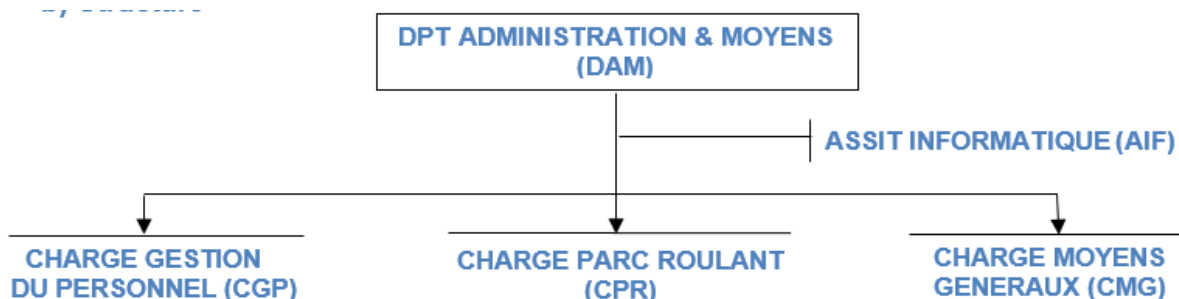 DPT ADMINISTRATION & MOYENS
(DAM)
ASSIT INFORMATIQUE (AIF)
CHARGE GESTION
DU PERSONNEL (CGP)
CHARGE PARC ROULANT
(CPR)
CHARGE MOYENS
GENERAUX (CMG)